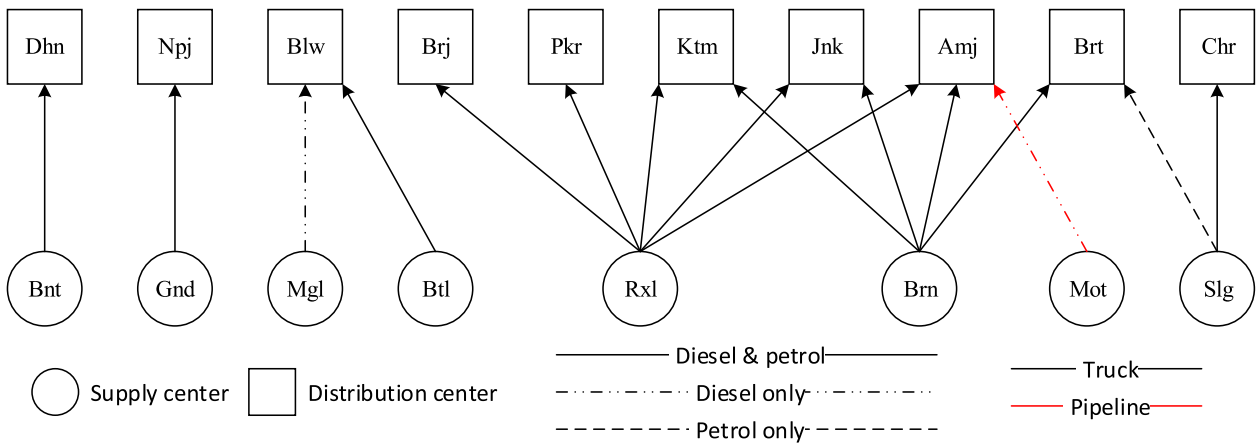 Dhn Npj Blw Brj Pkr Ktm Jnk Amj Brt Chr
Bnt Gnd Mgl Btl Rxl Brn Mot Slg
Supply center
Distribution center
Diesel & petrol
Diesel only
Petrol only
Truck
Pipeline